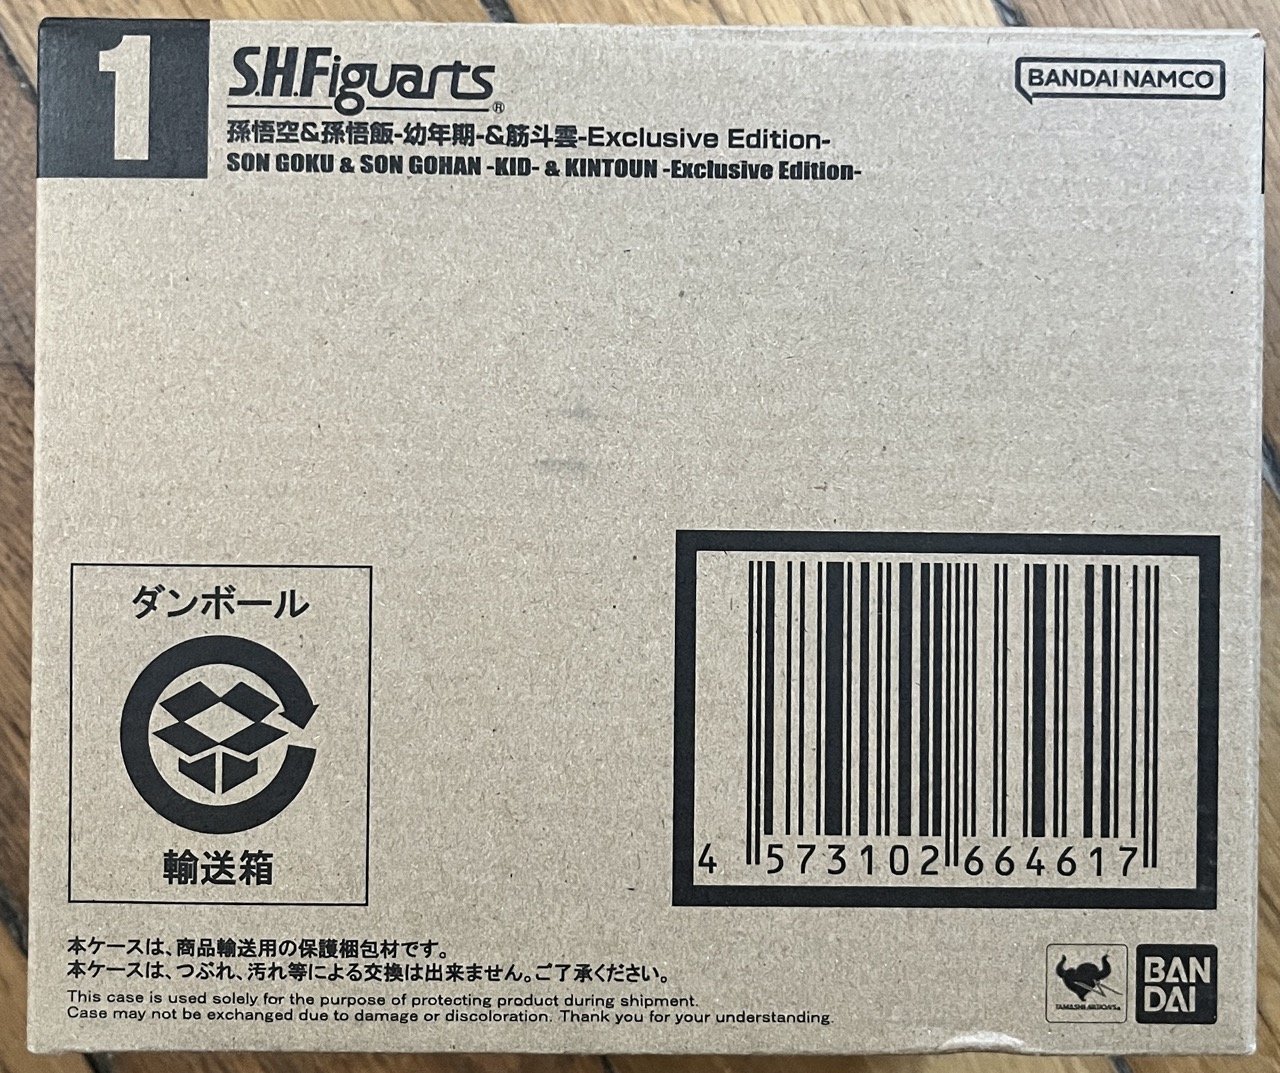 1
S.H.Figuarts®
BANDAI NAMCO
孫悟空&孫悟飯-幼年期-&筋斗雲-Exclusive Edition-
SON GOKU & SON GOHAN -KID- & KINTOUN -Exclusive Edition-
ダンボール
輸送箱
4 573102 664617
本ケースは、商品輸送用の保護梱包材です。
本ケースは、つぶれ、汚れ等による交換は出来ません。ご了承ください。
This case is used solely for the purpose of protecting product during shipment.
Case may not be exchanged due to damage or discoloration. Thank you for your understanding.
TAMASHII NATIONS
BAN
DAI